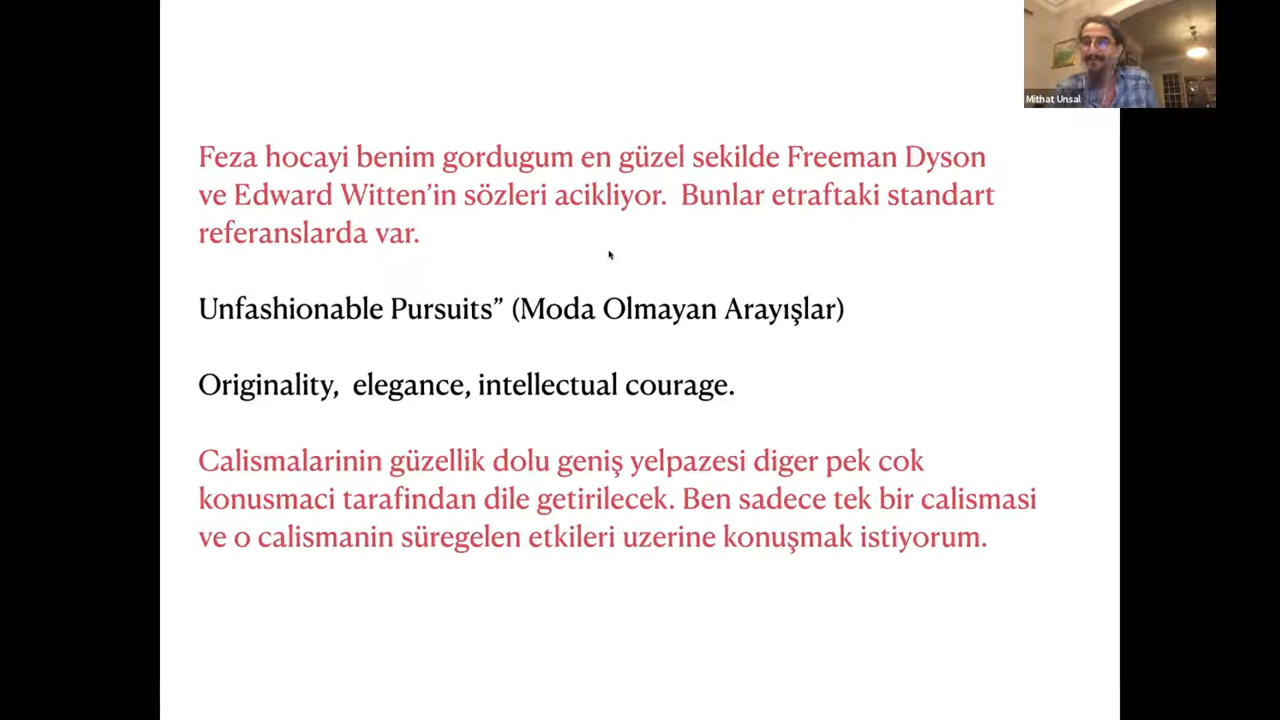 Mithat Unsal
Feza hocayi benim gordugum en güzel sekilde Freeman Dyson
ve Edward Witten’in sözleri acikliyor.  Bunlar etraftaki standart
referanslarda var.
Unfashionable Pursuits” (Moda Olmayan Arayışlar)
Originality,  elegance, intellectual courage.
Calismalarinin güzellik dolu geniş yelpazesi diger pek cok
konusmaci tarafindan dile getirilecek. Ben sadece tek bir calismasi
ve o calismanin süregelen etkileri uzerine konuşmak istiyorum.